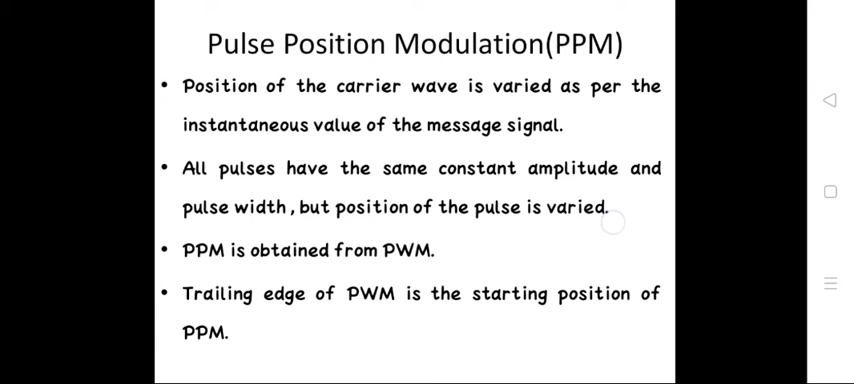 Pulse Position Modulation(PPM)
• Position of the carrier wave is varied as per the
instantaneous value of the message signal.
• All pulses have the same constant amplitude and
pulse width, but position of the pulse is varied.
• PPM is obtained from PWM.
• Trailing edge of PWM is the starting position of
PPM.